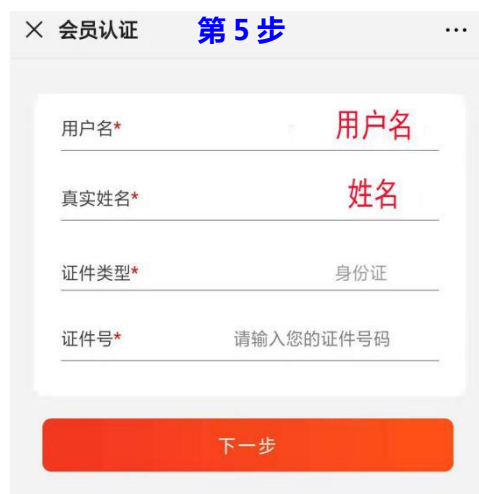 会员认证 第5步
用户名* 用户名
真实姓名* 姓名
证件类型* 身份证
证件号* 请输入您的证件号码
下一步